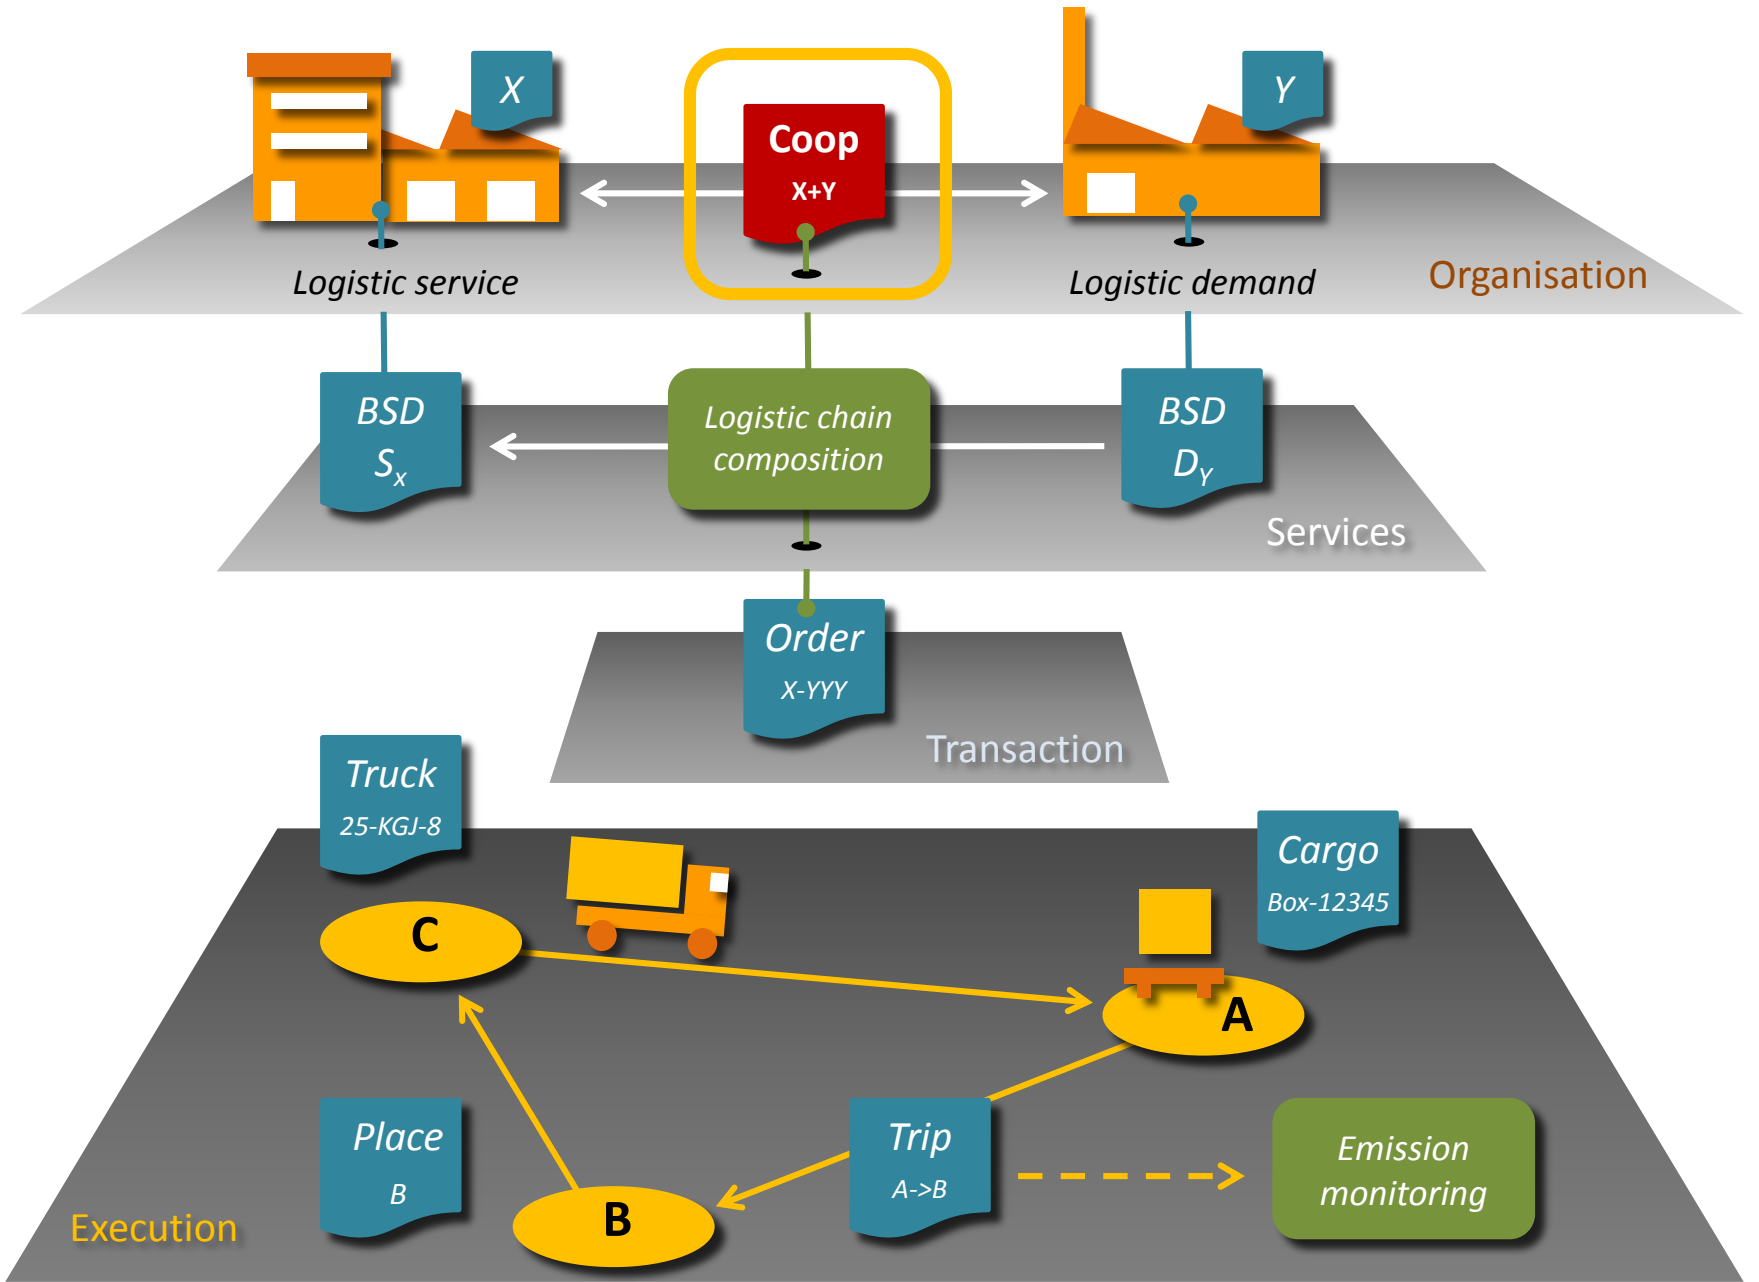 X
Coop
X+Y
Y
Logistic service
Logistic demand
Organisation
BSD
Sx
Logistic chain
composition
BSD
DY
Services
Order
X-YYY
Transaction
Truck
25-KGJ-8
Cargo
Box-12345
C
A
Place
B
Trip
A->B
Emission
monitoring
B
Execution